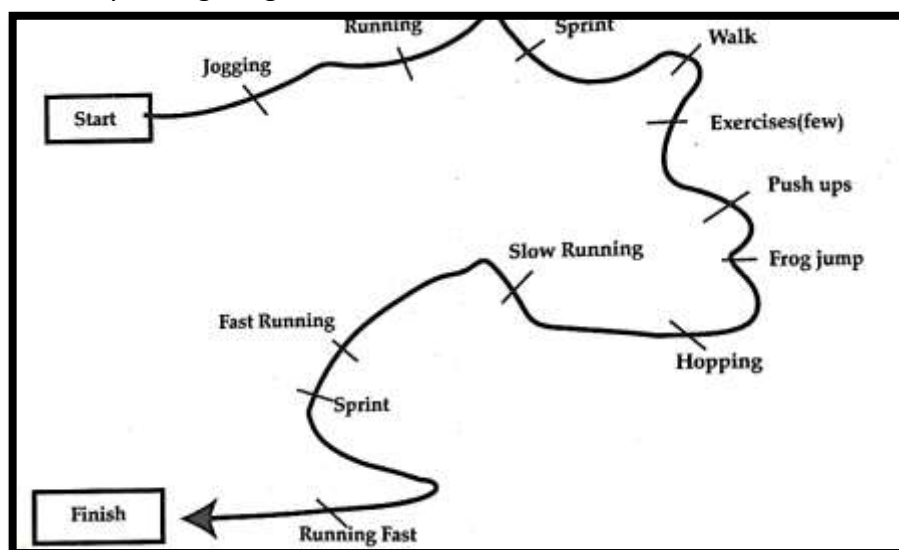 Start
Jogging
Running
Sprint
Walk
Exercises(few)
Push ups
Frog jump
Hopping
Slow Running
Fast Running
Sprint
Running Fast
Finish